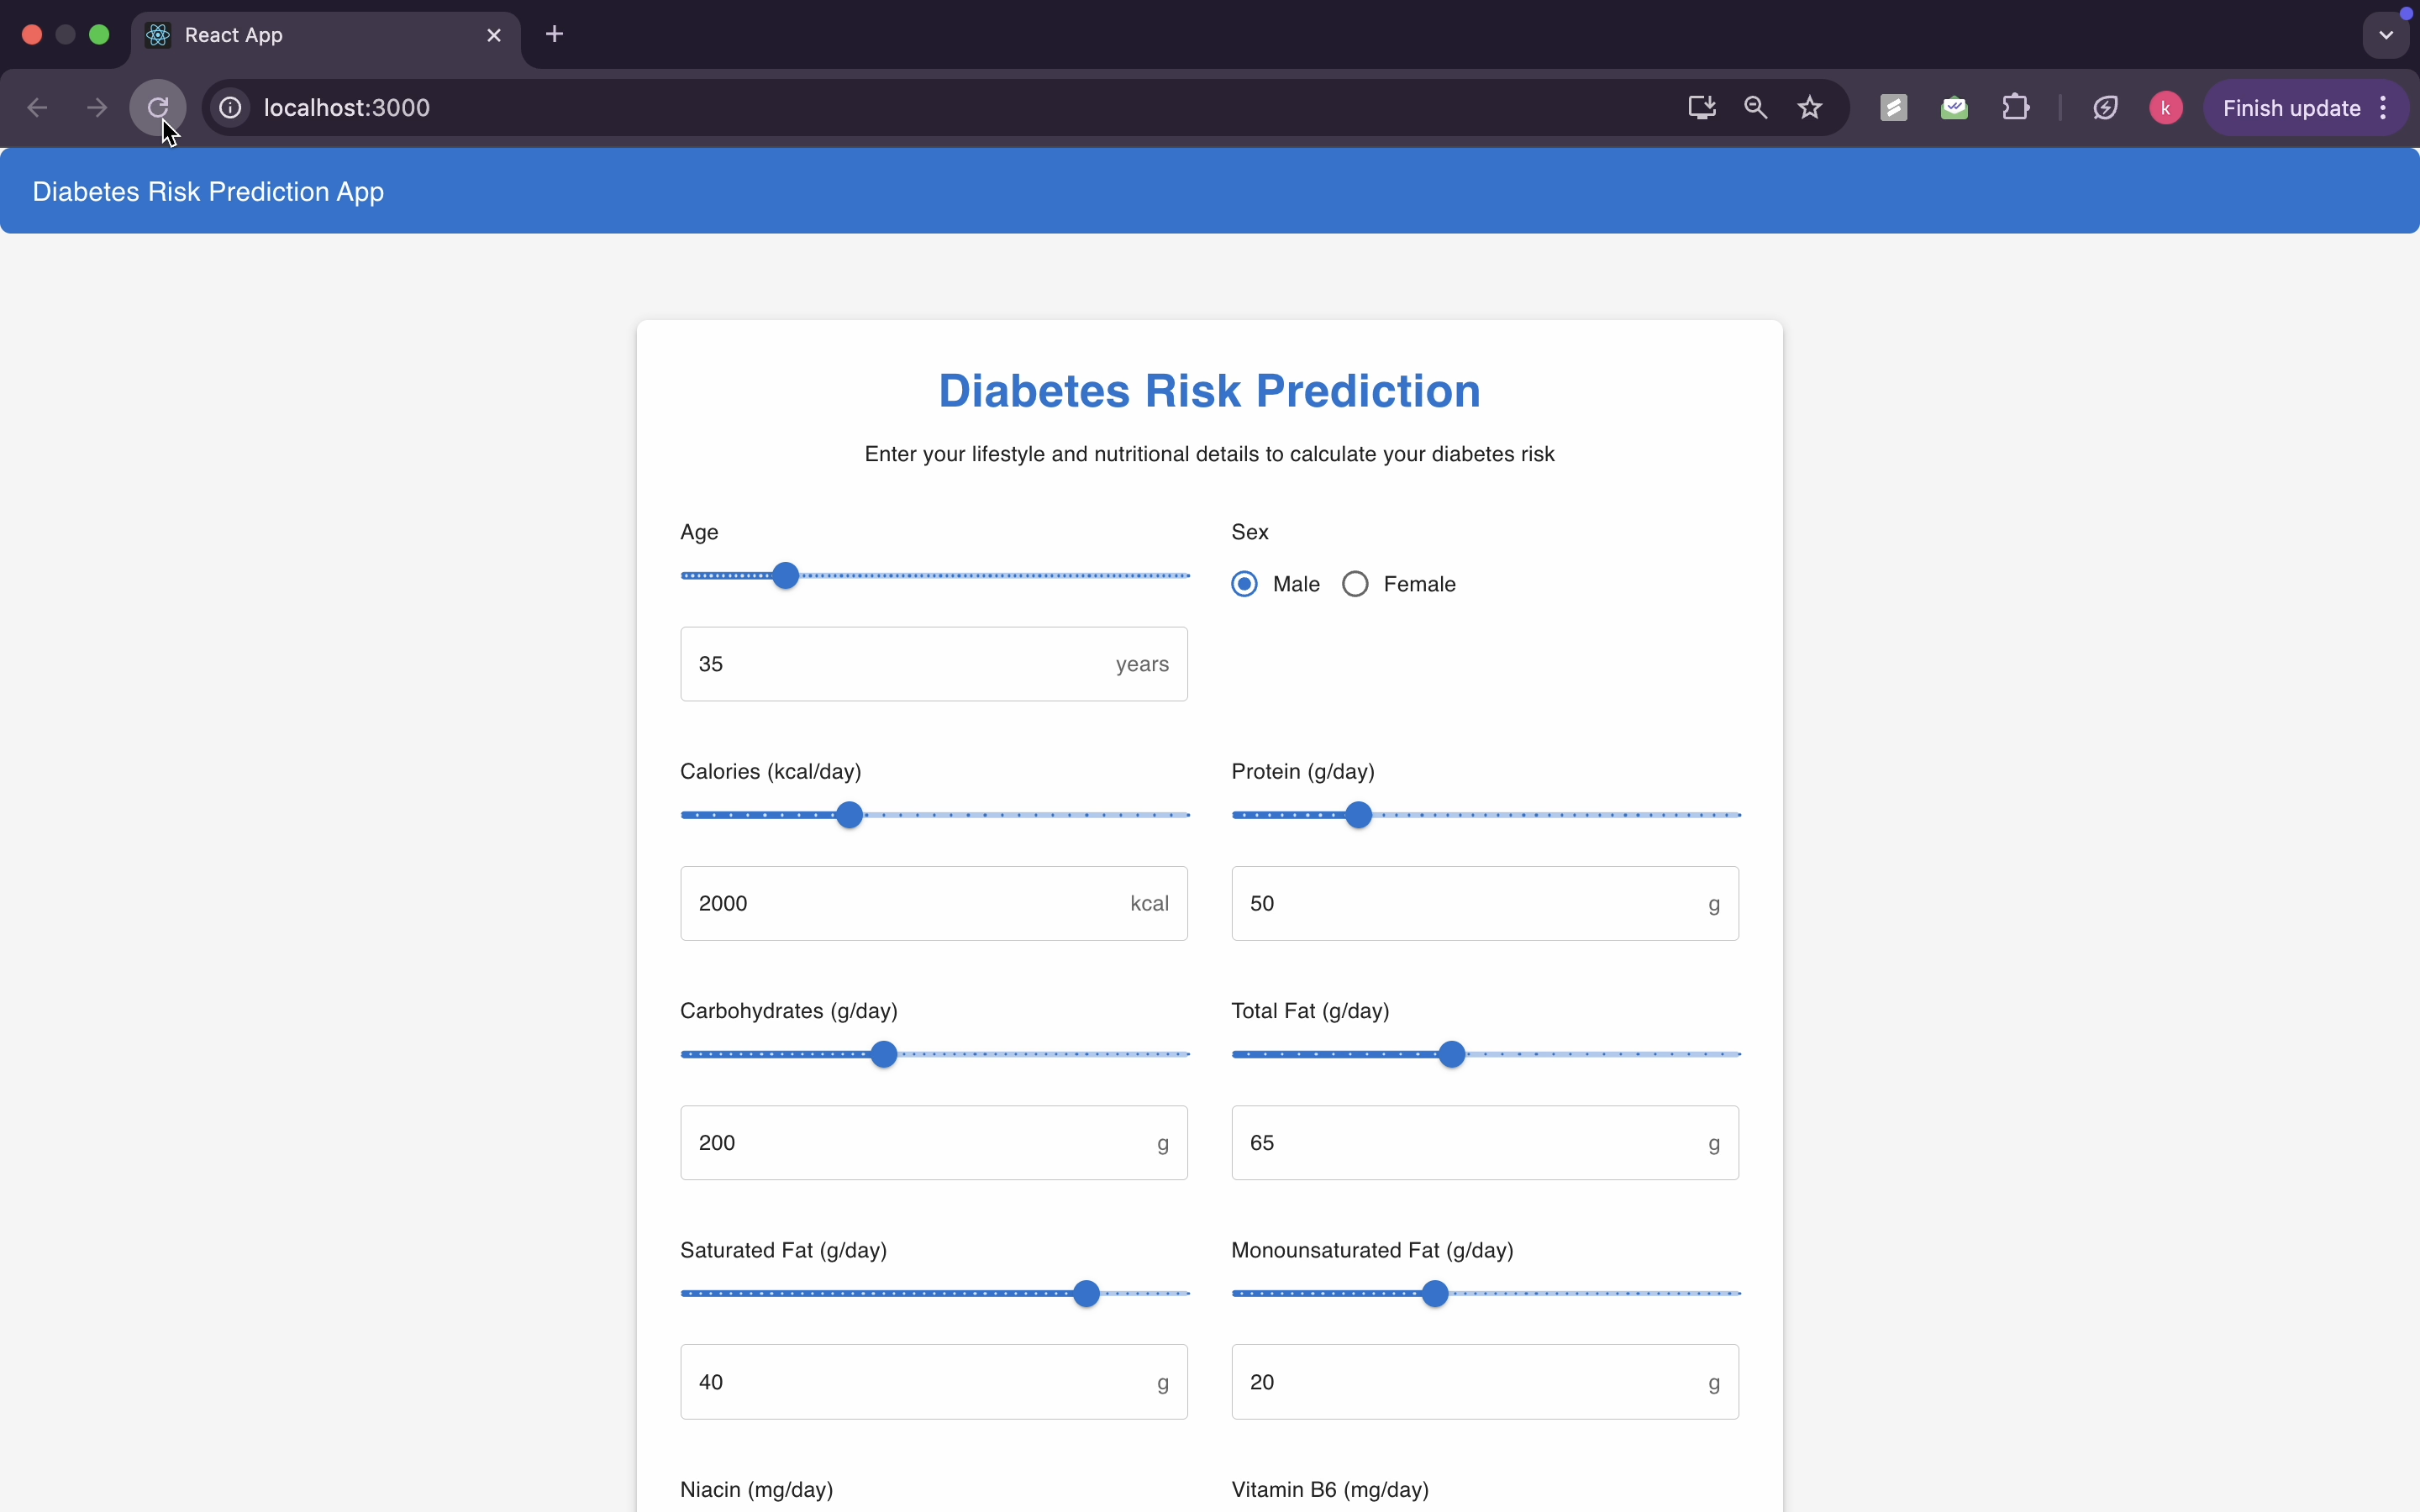 React App
localhost:3000
k
Finish update
Diabetes Risk Prediction App
Diabetes Risk Prediction
Enter your lifestyle and nutritional details to calculate your diabetes risk
Age
Sex
Male Female
35 years
Calories (kcal/day)
Protein (g/day)
2000 kcal
50 g
Carbohydrates (g/day)
Total Fat (g/day)
200 g
65 g
Saturated Fat (g/day)
Monounsaturated Fat (g/day)
40 g
20 g
Niacin (mg/day)
Vitamin B6 (mg/day)